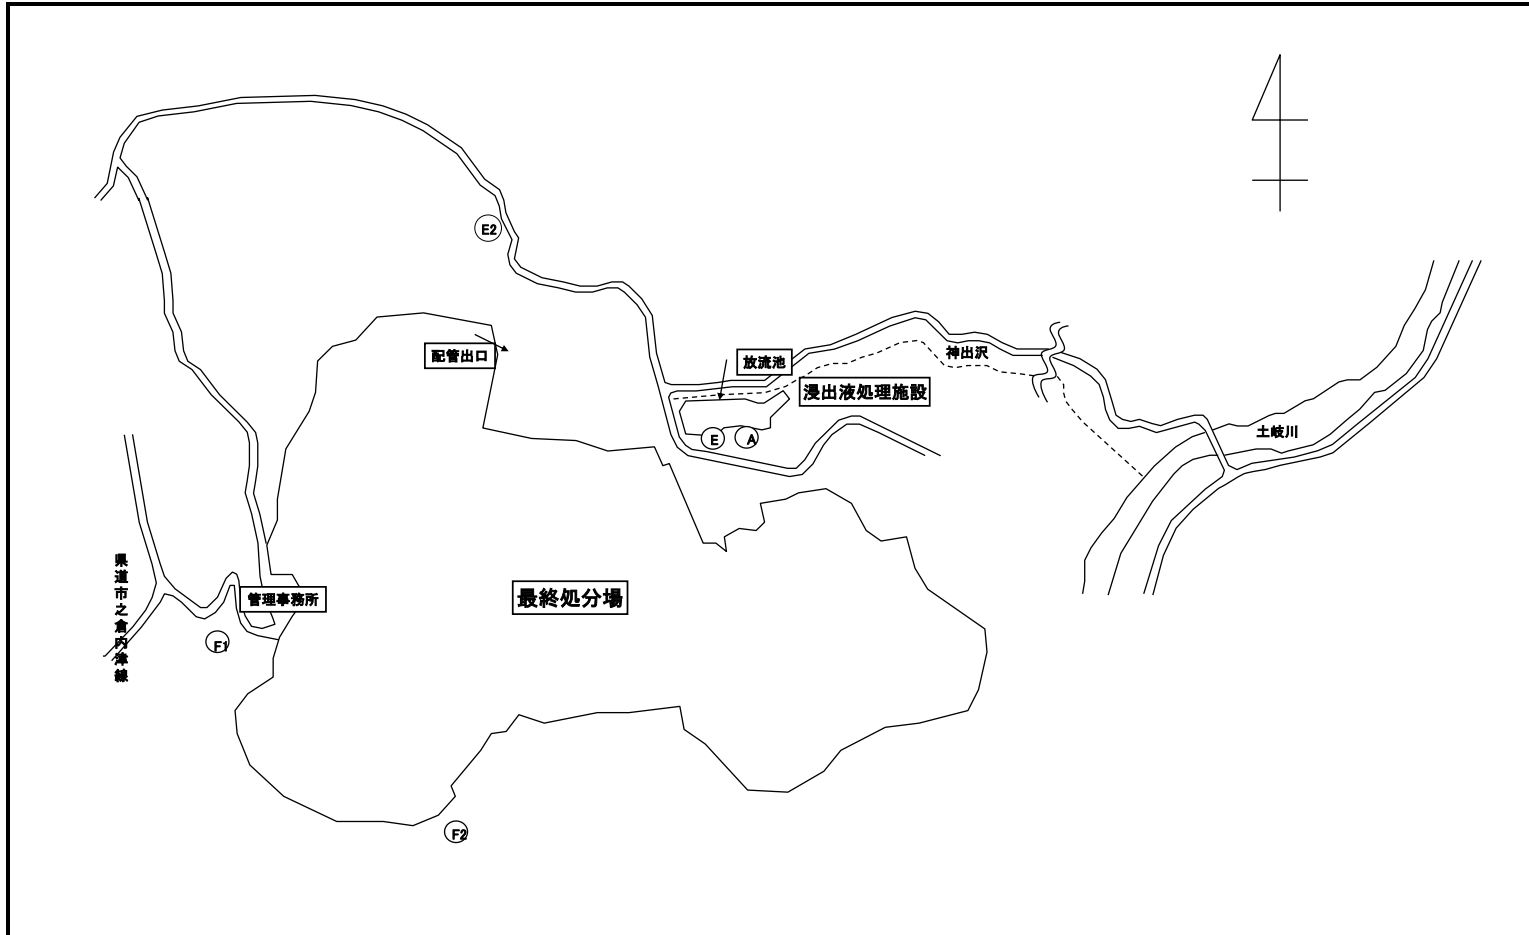 E2
配管出口
放流池
神出沢
浸出液処理施設
土岐川
E
A
県道市之倉内津線
管理事務所
最終処分場
F1
F2